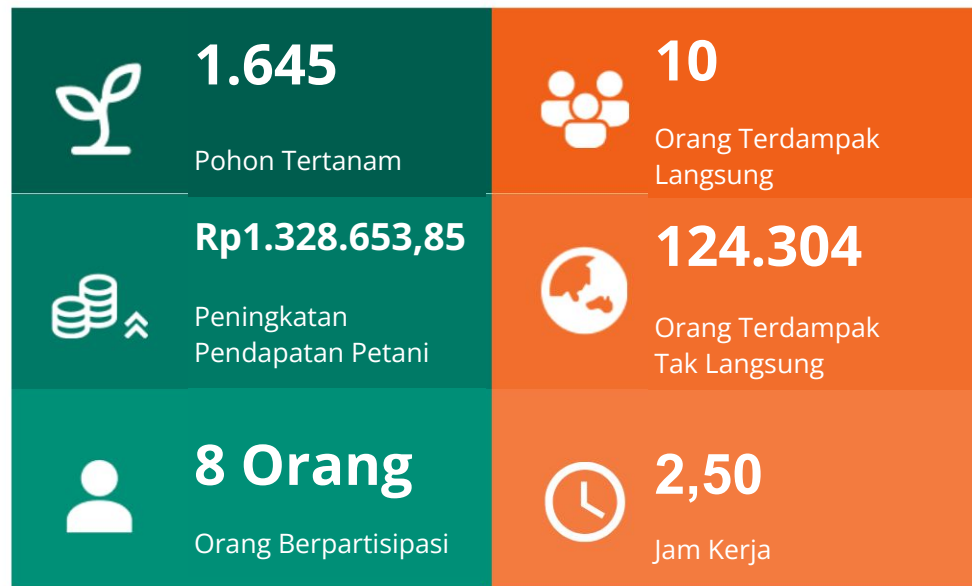 1.645
Pohon Tertanam
10
Orang Terdampak
Langsung
Rp1.328.653,85
Peningkatan
Pendapatan Petani
124.304
Orang Terdampak
Tak Langsung
8 Orang
Orang Berpartisipasi
2,50
Jam Kerja